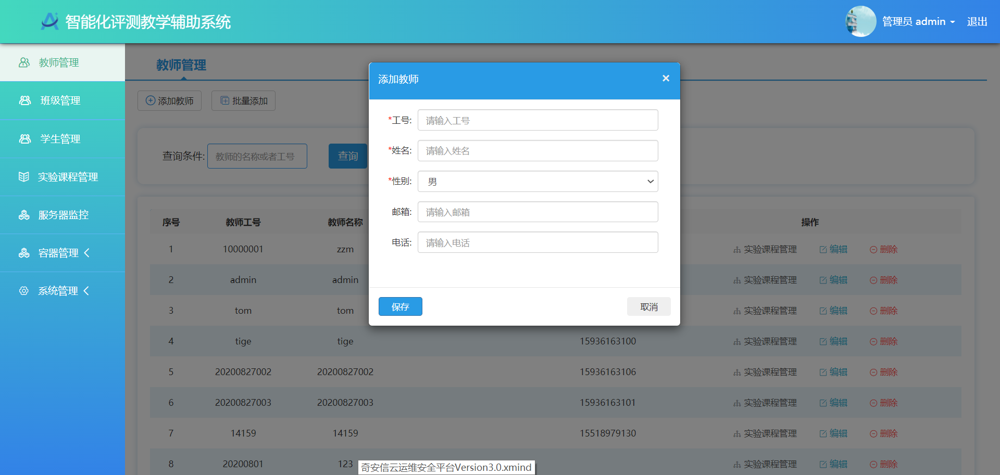 智能化评测教学辅助系统
管理员 admin 退出
教师管理
班级管理
学生管理
实验课程管理
服务器监控
容器管理
系统管理
教师管理
添加教师 批量添加
查询条件: 教师的名称或者工号 查询
序号 教师工号 教师名称 操作
1 10000001 zzm 实验课程管理 编辑 删除
2 admin admin 实验课程管理 编辑 删除
3 tom tom 实验课程管理 编辑 删除
4 tige tige 15936163100 实验课程管理 编辑 删除
5 20200827002 20200827002 15936163106 实验课程管理 编辑 删除
6 20200827003 20200827003 15936163101 实验课程管理 编辑 删除
7 14159 14159 15518979130 实验课程管理 编辑 删除
8 20200801 123 实验课程管理 编辑 删除
添加教师 ×
*工号: 请输入工号
*姓名: 请输入姓名
*性别: 男
邮箱: 请输入邮箱
电话: 请输入电话
保存 取消
奇安信云运维安全平台Version3.0.xmind